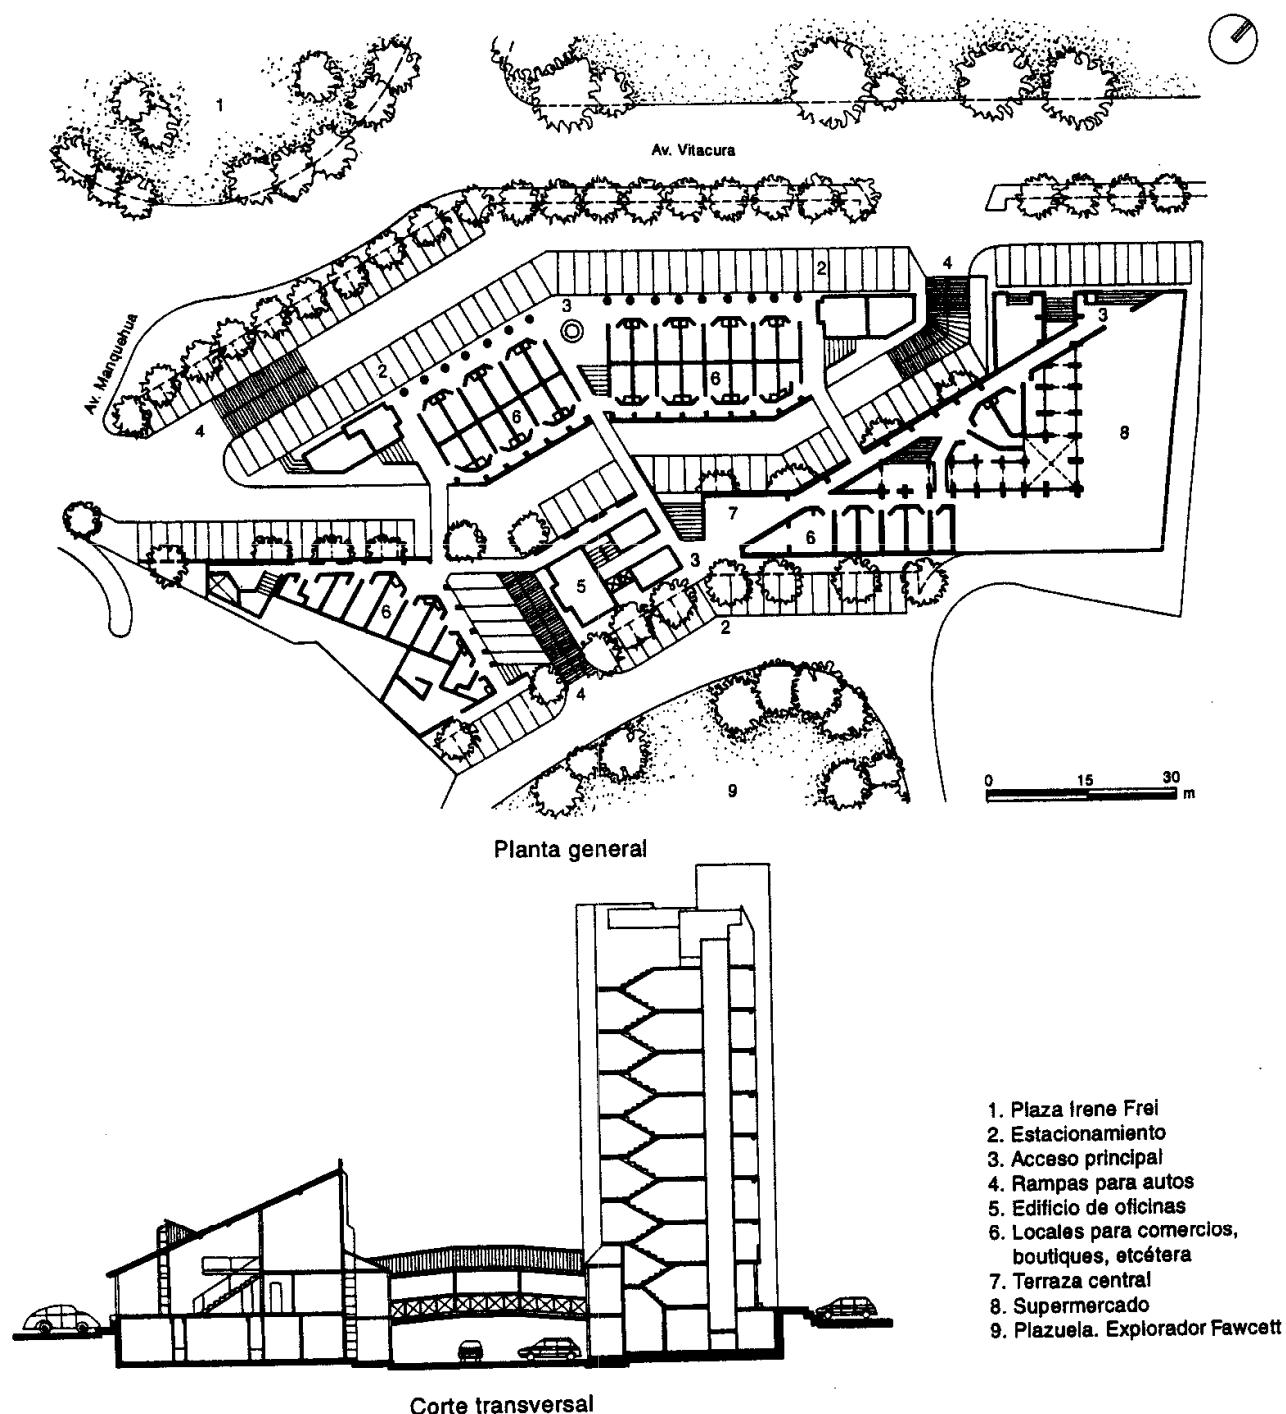 1
Av. Vitacura
4
2
3
3
Av. Manquehua
2
6
6
8
4
7
6
3
5
6
2
4
9
0 15 30
m
Planta general
1. Plaza Irene Frei
2. Estacionamiento
3. Acceso principal
4. Rampas para autos
5. Edificio de oficinas
6. Locales para comercios,
boutiques, etcétera
7. Terraza central
8. Supermercado
9. Plazuela. Explorador Fawcett
Corte transversal